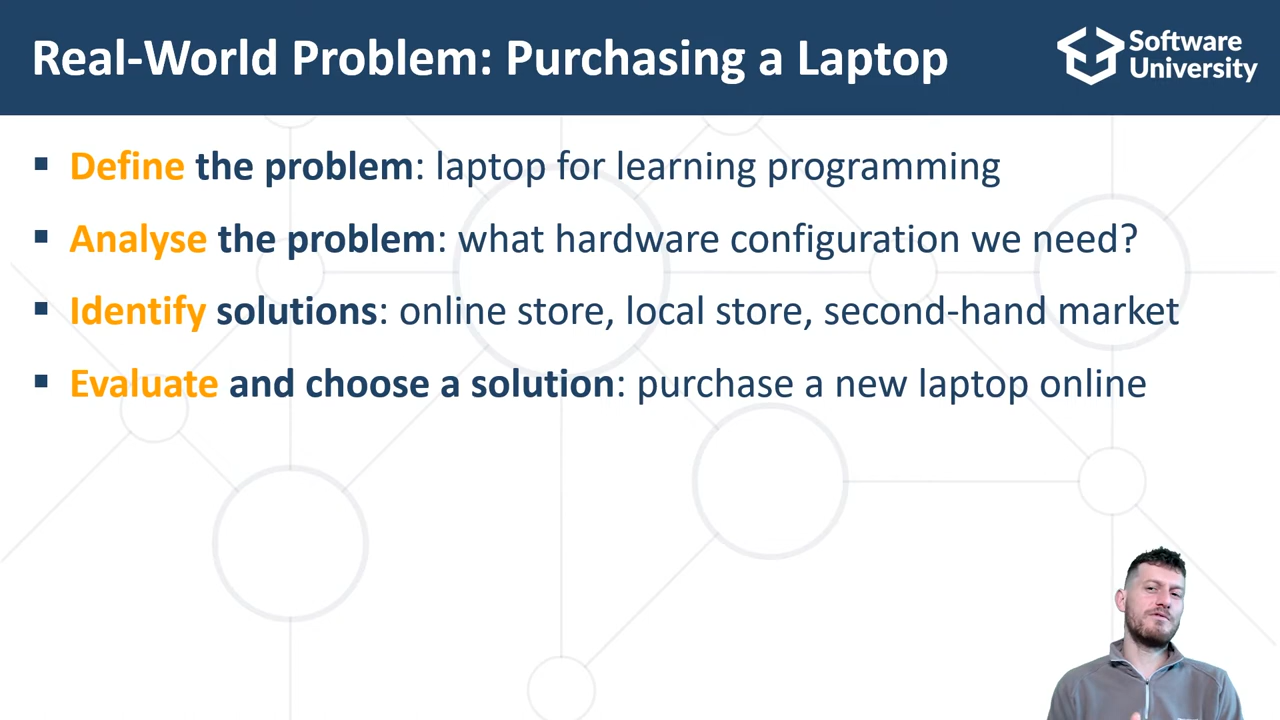 Real-World Problem: Purchasing a Laptop
Software
University
▪ Define the problem: laptop for learning programming
▪ Analyse the problem: what hardware configuration we need?
▪ Identify solutions: online store, local store, second-hand market
▪ Evaluate and choose a solution: purchase a new laptop online